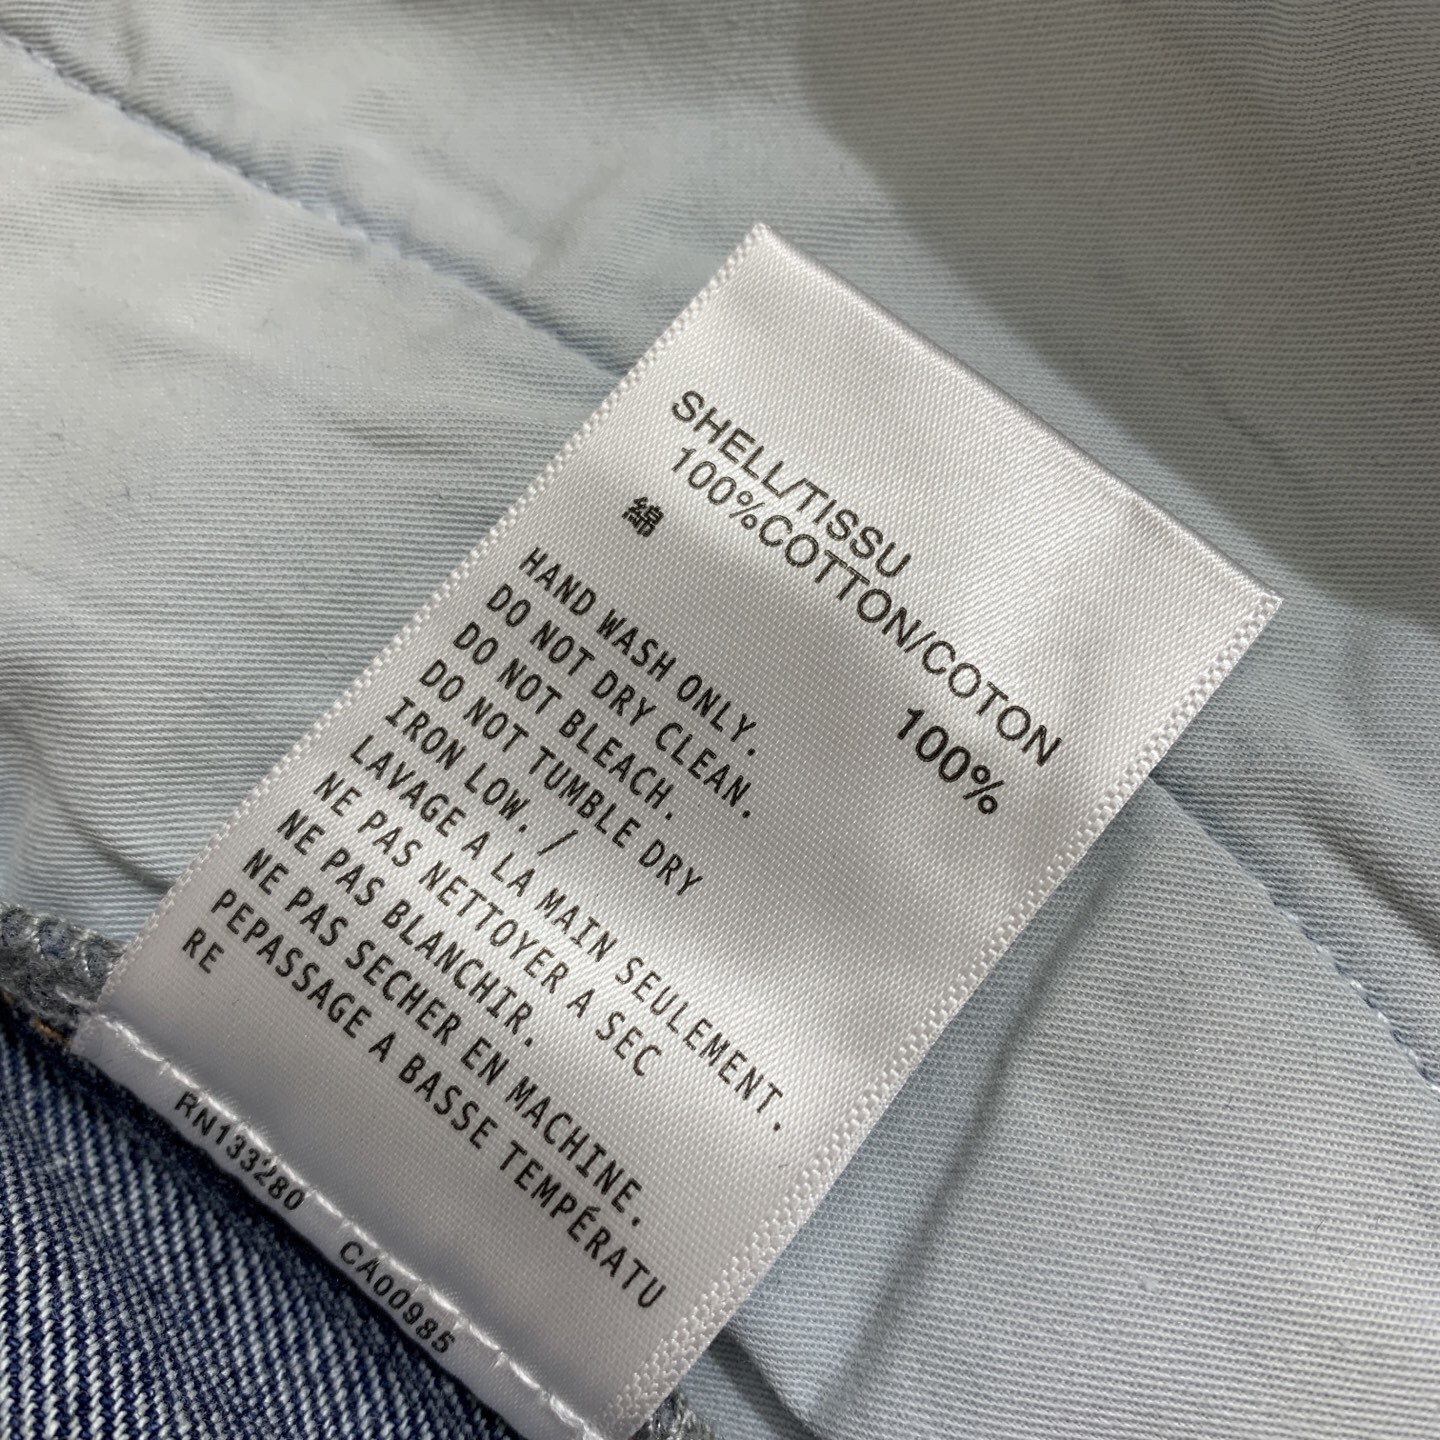 SHELL/TISSU
100%COTTON/COTON
綿 100%
HAND WASH ONLY.
DO NOT DRY CLEAN.
DO NOT BLEACH.
DO NOT TUMBLE DRY
IRON LOW. /
LAVAGE A LA MAIN SEULEMENT.
NE PAS NETTOYER A SEC
NE PAS BLANCHIR.
NE PAS SECHER EN MACHINE.
PEPASSAGE A BASSE TEMPÉRATU
RE
RN133280 CA00985